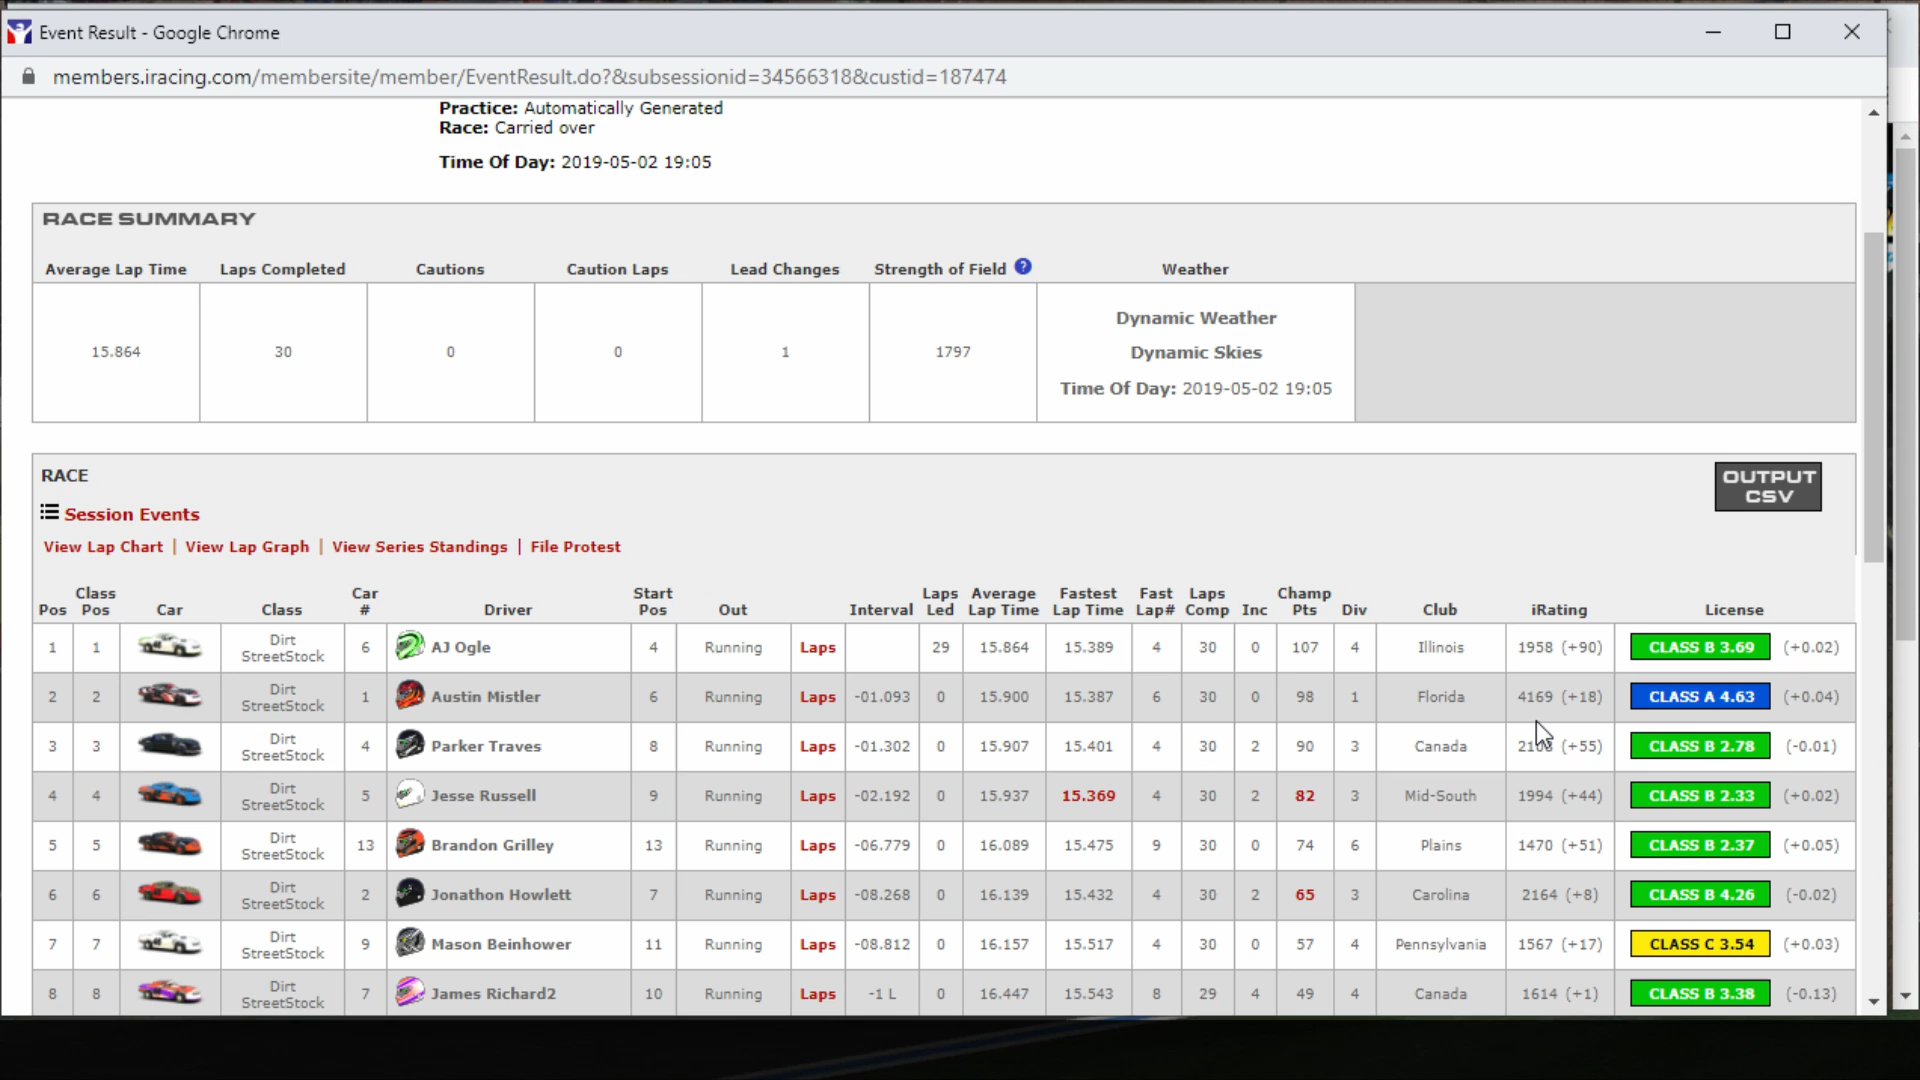 Event Result - Google Chrome
members.iracing.com/membersite/member/EventResult.do?&subsessionid=34566318&custid=187474
Practice: Automatically Generated
Race: Carried over
Time Of Day: 2019-05-02 19:05
RACE SUMMARY
Average Lap Time Laps Completed Cautions Caution Laps Lead Changes Strength of Field ? Weather
15.864 30 0 0 1 1797
Dynamic Weather
Dynamic Skies
Time Of Day: 2019-05-02 19:05
RACE
OUTPUT
CSV
Session Events
View Lap Chart | View Lap Graph | View Series Standings | File Protest
Pos Class Pos Car Class Car # Driver Start Pos Out Interval Laps Led Average Lap Time Fastest Lap Time Fast Lap# Laps Comp Inc Champ Pts Div Club iRating License
1 1 Dirt StreetStock 6 AJ Ogle 4 Running Laps 29 15.864 15.389 4 30 0 107 4 Illinois 1958 (+90) CLASS B 3.69 (+0.02)
2 2 Dirt StreetStock 1 Austin Mistler 6 Running Laps -01.093 0 15.900 15.387 6 30 0 98 1 Florida 4169 (+18) CLASS A 4.63 (+0.04)
3 3 Dirt StreetStock 4 Parker Traves 8 Running Laps -01.302 0 15.907 15.401 4 30 2 90 3 Canada (+55) CLASS B 2.78 (-0.01)
4 4 Dirt StreetStock 5 Jesse Russell 9 Running Laps -02.192 0 15.937 15.369 4 30 2 82 3 Mid-South 1994 (+44) CLASS B 2.33 (+0.02)
5 5 Dirt StreetStock 13 Brandon Grilley 13 Running Laps -06.779 0 16.089 15.475 9 30 0 74 6 Plains 1470 (+51) CLASS B 2.37 (+0.05)
6 6 Dirt StreetStock 2 Jonathon Howlett 7 Running Laps -08.268 0 16.139 15.432 4 30 2 65 3 Carolina 2164 (+8) CLASS B 4.26 (-0.02)
7 7 Dirt StreetStock 9 Mason Beinhower 11 Running Laps -08.812 0 16.157 15.517 4 30 0 57 4 Pennsylvania 1567 (+17) CLASS C 3.54 (+0.03)
8 8 Dirt StreetStock 7 James Richard2 10 Running Laps -1 L 0 16.447 15.543 8 29 4 49 4 Canada 1614 (+1) CLASS B 3.38 (-0.13)